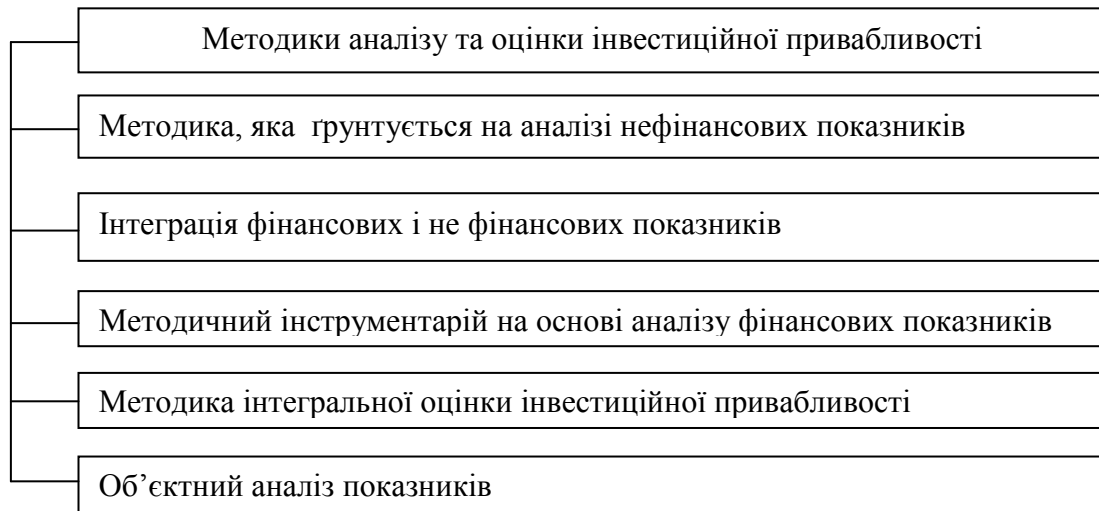 Методики аналізу та оцінки інвестиційної привабливості
Методика, яка ґрунтується на аналізі нефінансових показників
Інтеграція фінансових і не фінансових показників
Методичний інструментарій на основі аналізу фінансових показників
Методика інтегральної оцінки інвестиційної привабливості
Об’єктний аналіз показників